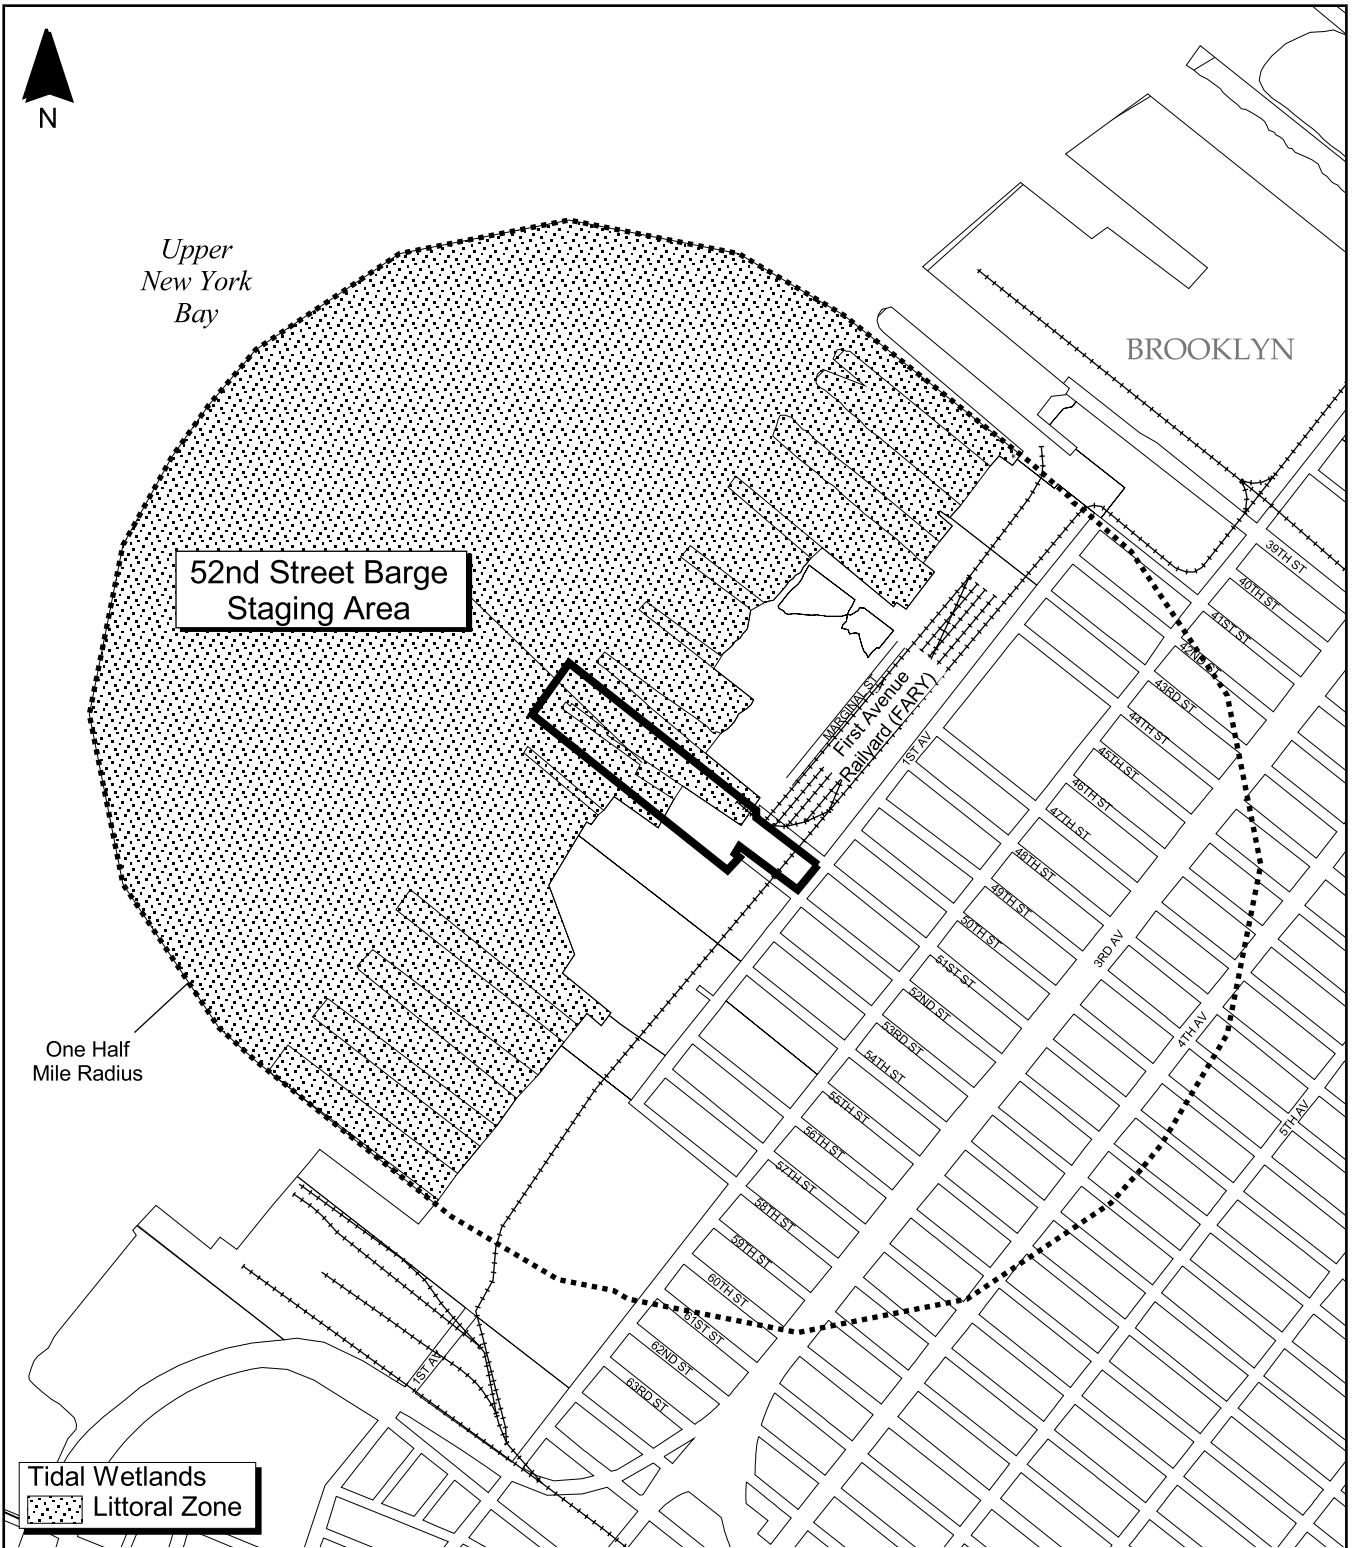 N
Upper
New York
Bay
BROOKLYN
52nd Street Barge
Staging Area
39TH ST
40TH ST
41ST ST
42ND ST
43RD ST
44TH ST
45TH ST
46TH ST
47TH ST
48TH ST
49TH ST
50TH ST
51ST ST
52ND ST
53RD ST
54TH ST
55TH ST
56TH ST
57TH ST
58TH ST
59TH ST
60TH ST
61ST ST
62ND ST
63RD ST
MARGINAL ST
First Avenue
Railyard (FARY)
1ST AV
3RD AV
4TH AV
5TH AV
1ST AV
One Half
Mile Radius
Tidal Wetlands
Littoral Zone